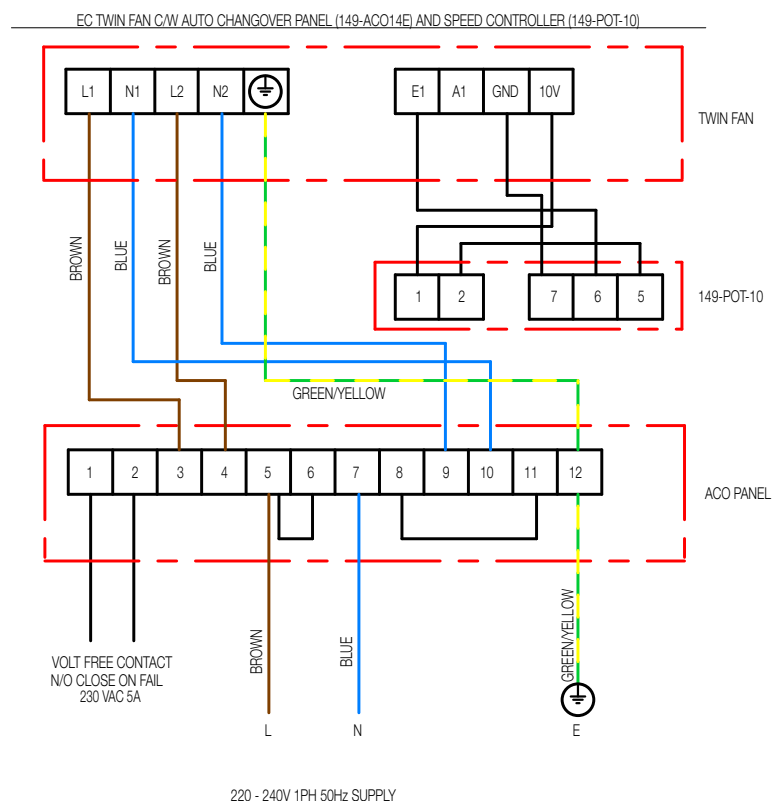 EC TWIN FAN C/W AUTO CHANGOVER PANEL (149-ACO14E) AND SPEED CONTROLLER (149-POT-10)
L1 N1 L2 N2
E1 A1 GND 10V
TWIN FAN
BROWN
BLUE
BROWN
BLUE
1 2 7 6 5
149-POT-10
GREEN/YELLOW
1 2 3 4 5 6 7 8 9 10 11 12
ACO PANEL
VOLT FREE CONTACT
N/O CLOSE ON FAIL
230 VAC 5A
BROWN
BLUE
GREEN/YELLOW
L
N
E
220 - 240V 1PH 50Hz SUPPLY